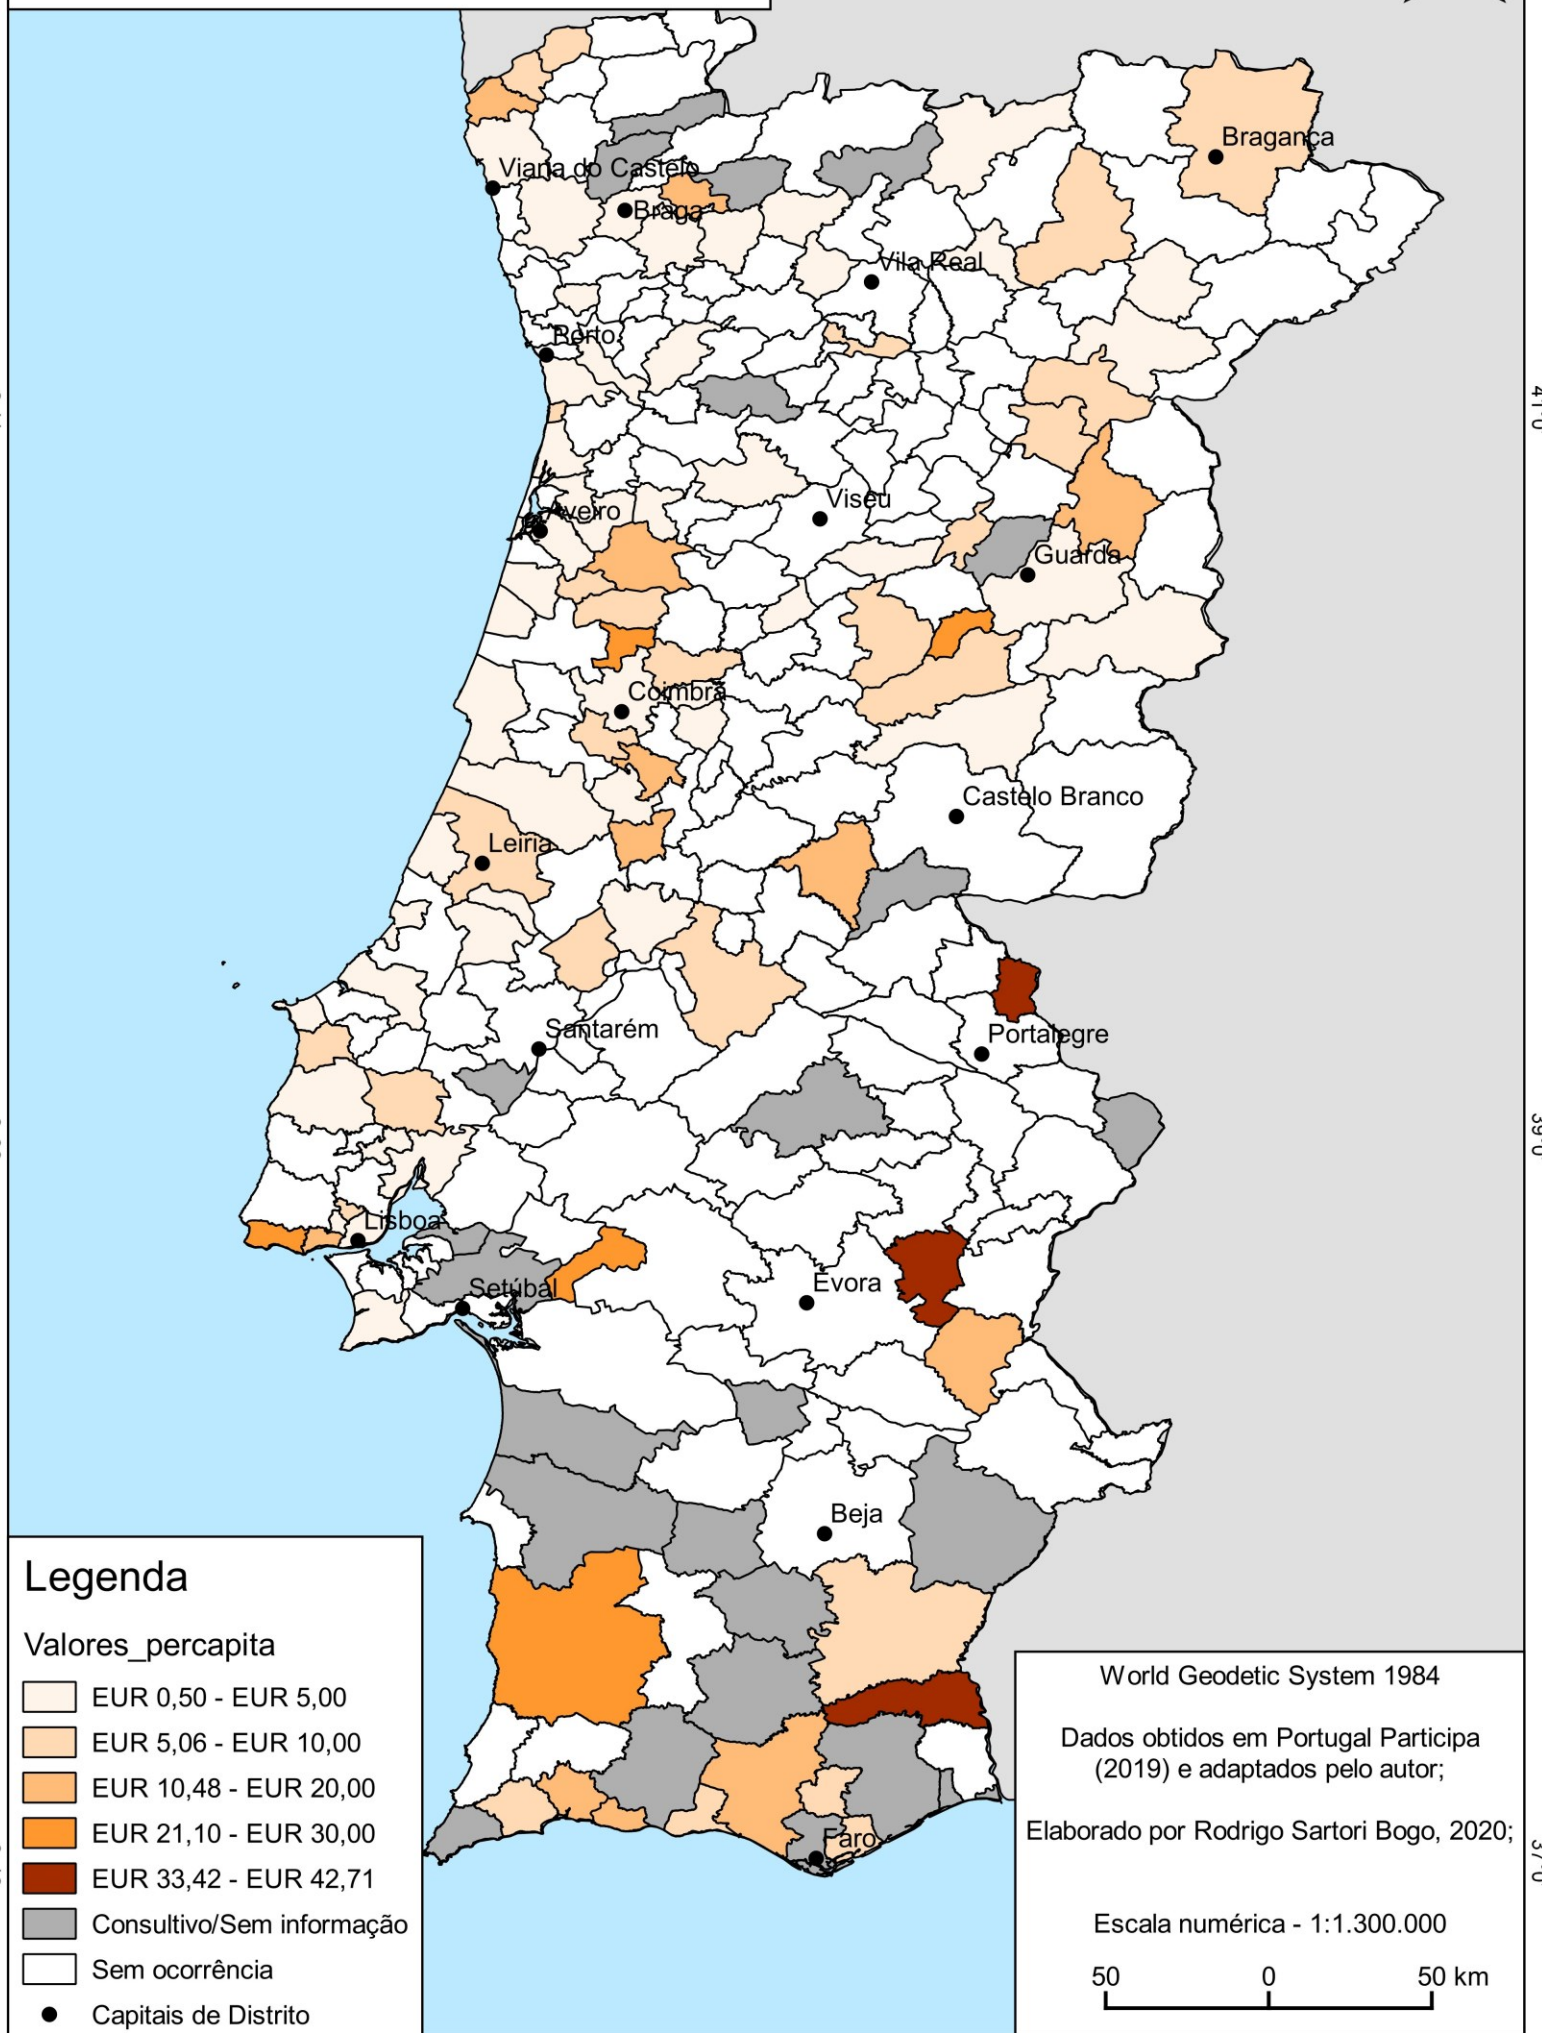 Bragança
Viana do Castelo
Braga
Vila Real
Porto
41°0
Viseu
Aveiro
Guarda
Coimbra
Castelo Branco
Leiria
Santarém
Portalegre
39°0
Lisboa
Setúbal
Évora
Beja
Faro
37°0
Legenda
Valores_percapita
EUR 0,50 - EUR 5,00
EUR 5,06 - EUR 10,00
EUR 10,48 - EUR 20,00
EUR 21,10 - EUR 30,00
EUR 33,42 - EUR 42,71
Consultivo/Sem informação
Sem ocorrência
Capitais de Distrito
World Geodetic System 1984
Dados obtidos em Portugal Participa
(2019) e adaptados pelo autor;
Elaborado por Rodrigo Sartori Bogo, 2020;
Escala numérica - 1:1.300.000
50 0 50 km